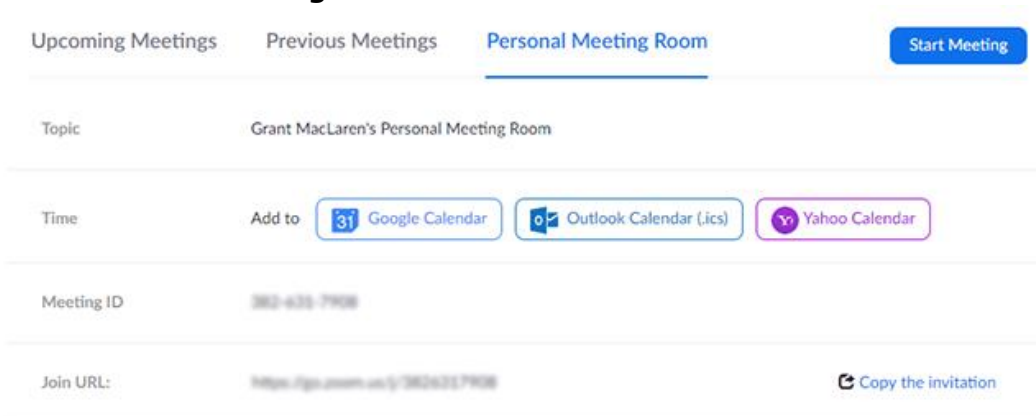 Upcoming Meetings Previous Meetings Personal Meeting Room Start Meeting
Topic Grant MacLaren's Personal Meeting Room
Time Add to 31 Google Calendar Outlook Calendar (.ics) Yahoo Calendar
Meeting ID
Join URL: Copy the invitation